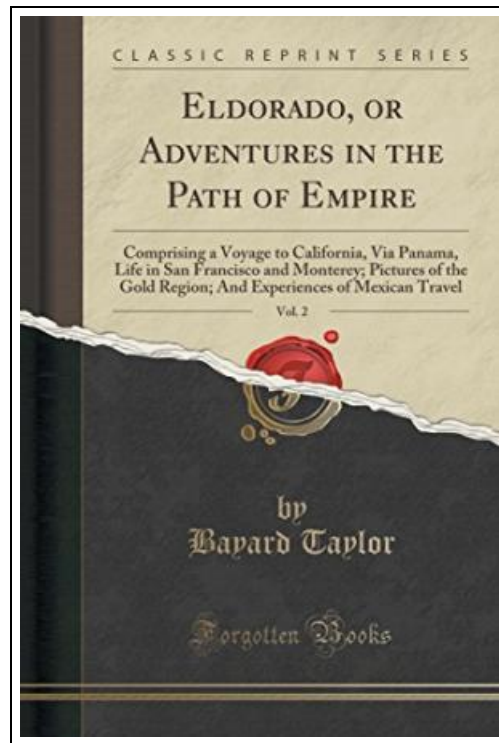 CLASSIC REPRINT SERIES
ELDORADO, OR
ADVENTURES IN THE
PATH OF EMPIRE
Comprising a Voyage to California, Via Panama,
Life in San Francisco and Monterey; Pictures of the
Gold Region; And Experiences of Mexican Travel
Vol. 2
by
Bayard Taylor
Forgotten Books